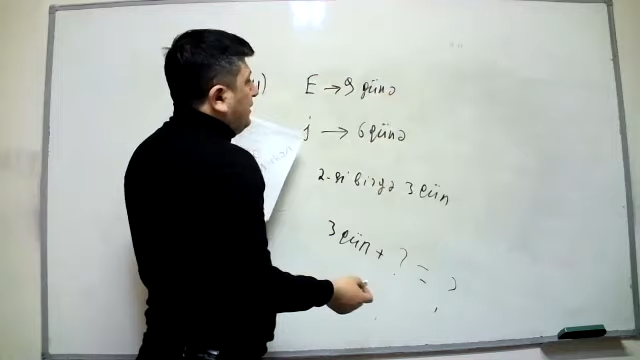 E → 9 günə
j → 6 günə
2-si birgə 3 gün
3 gün + ? = ?